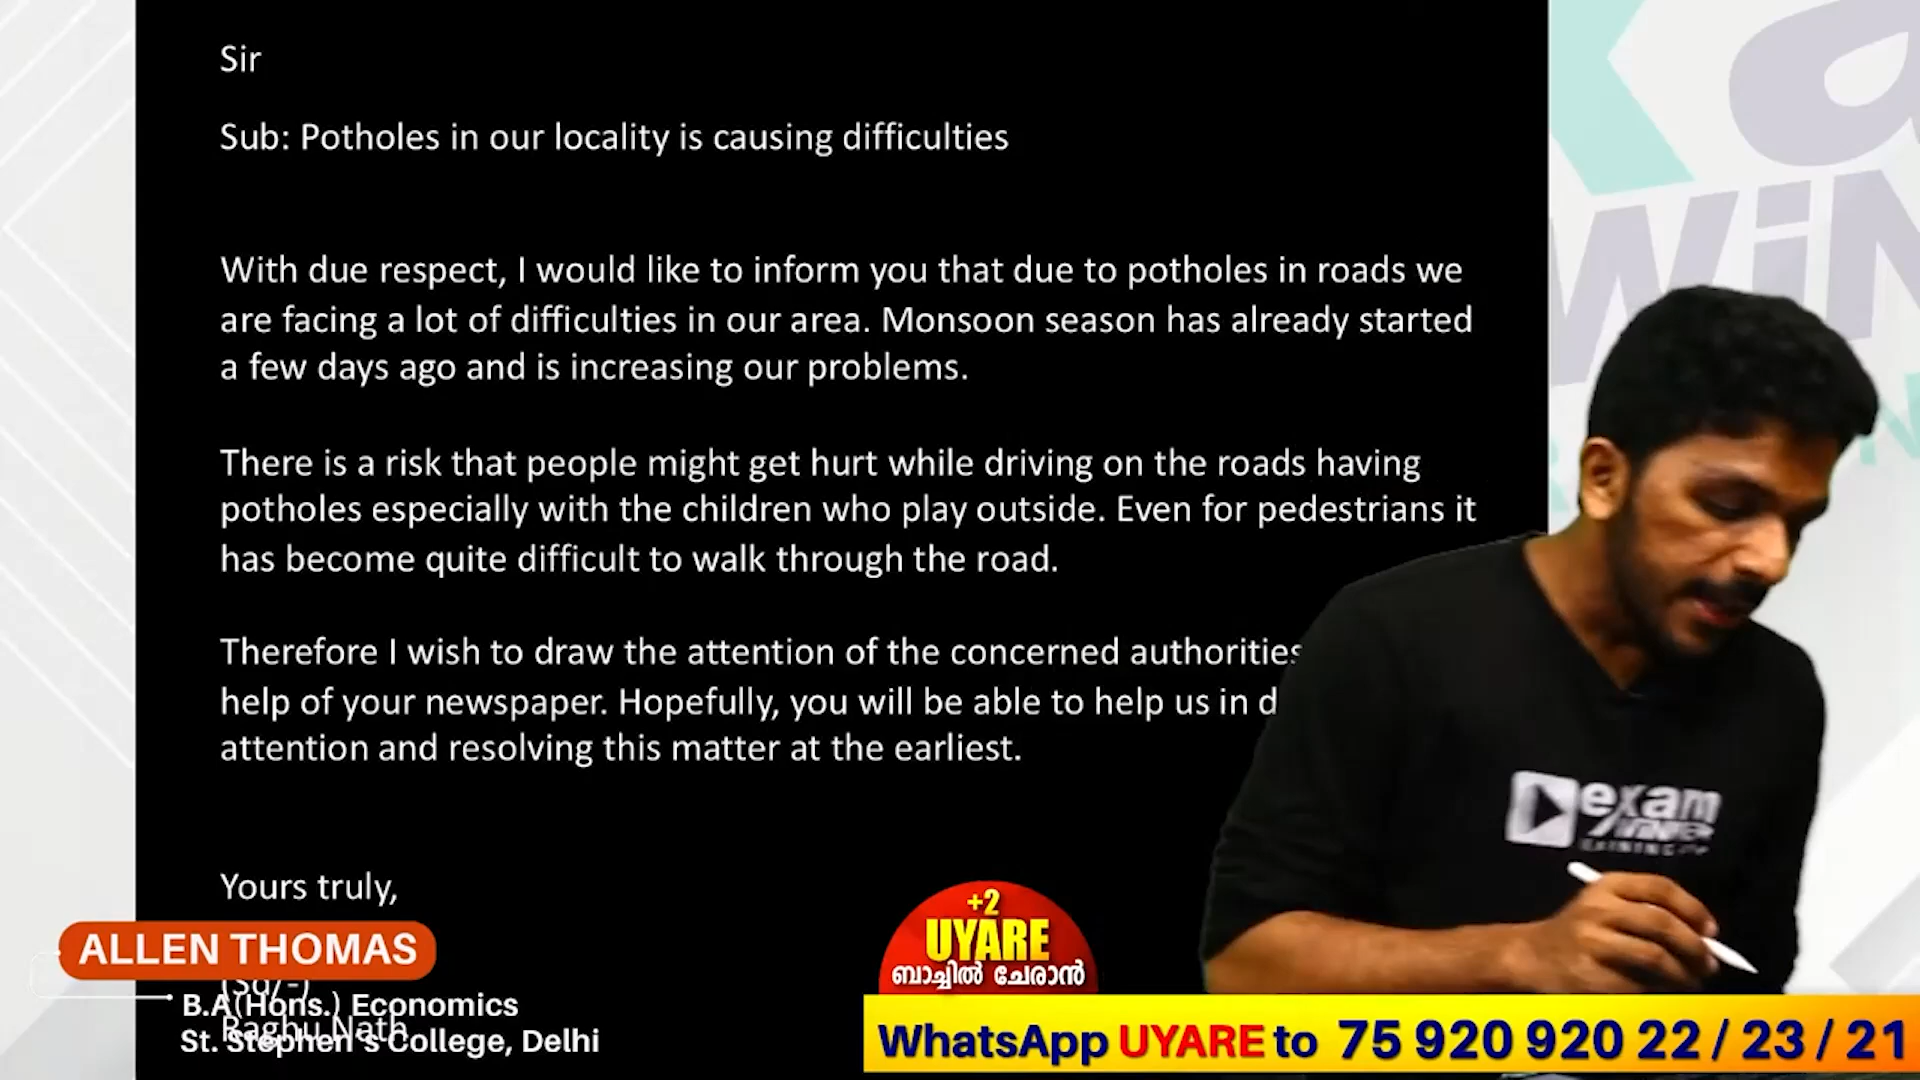 Sir
Sub: Potholes in our locality is causing difficulties
With due respect, I would like to inform you that due to potholes in roads we
are facing a lot of difficulties in our area. Monsoon season has already started
a few days ago and is increasing our problems.
There is a risk that people might get hurt while driving on the roads having
potholes especially with the children who play outside. Even for pedestrians it
has become quite difficult to walk through the road.
Therefore I wish to draw the attention of the concerned authorities
help of your newspaper. Hopefully, you will be able to help us in d
attention and resolving this matter at the earliest.
Yours truly,
(Sd/-)
Raghu Nath
ALLEN THOMAS
B.A(Hons.) Economics
St. Stephen's College, Delhi
exam
WINNER
+2
UYARE
ബാച്ചിൽ ചേരാൻ
WhatsApp UYARE to 75 920 920 22 / 23 / 21